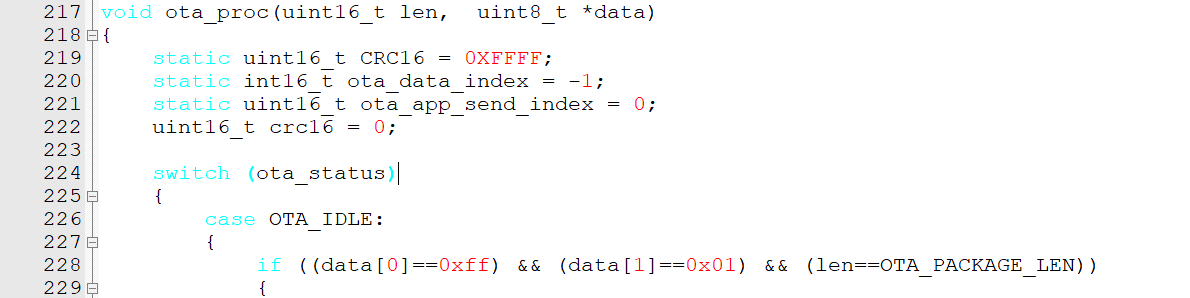 217 void ota_proc(uint16_t len,  uint8_t *data)
218 {
219     static uint16_t CRC16 = 0XFFFF;
220     static int16_t ota_data_index = -1;
221     static uint16_t ota_app_send_index = 0;
222     uint16_t crc16 = 0;
223
224     switch (ota_status)
225     {
226         case OTA_IDLE:
227         {
228             if ((data[0]==0xff) && (data[1]==0x01) && (len==OTA_PACKAGE_LEN))
229             {